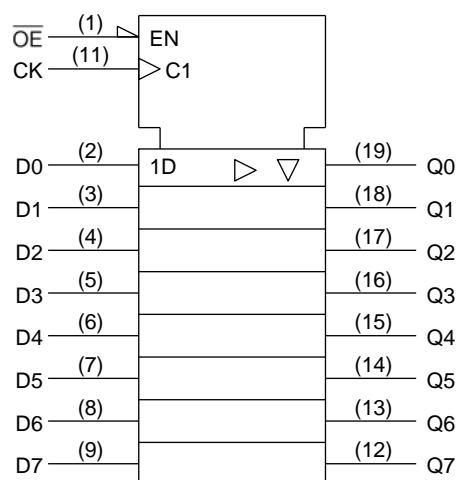 OE (1) EN
CK (11) C1
D0 (2) 1D (19) Q0
D1 (3) (18) Q1
D2 (4) (17) Q2
D3 (5) (16) Q3
D4 (6) (15) Q4
D5 (7) (14) Q5
D6 (8) (13) Q6
D7 (9) (12) Q7